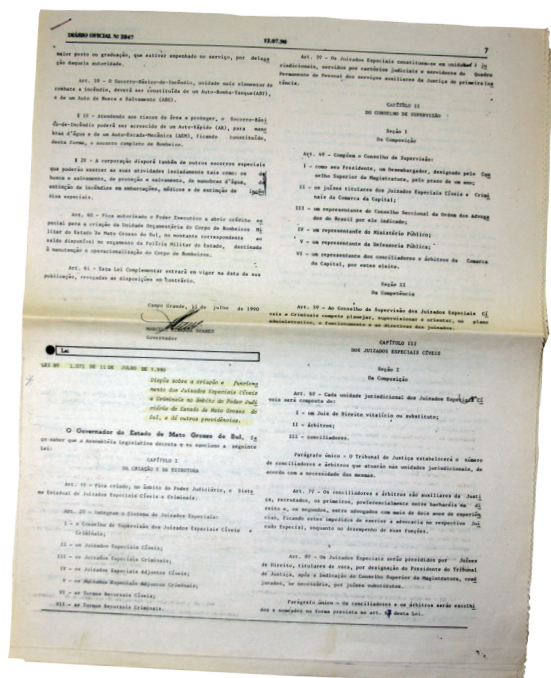 DIÁRIO OFICIAL Nº 2847
12.07.90
7
maior posto ou graduação, que estiver empenhado no serviço, por delega
ção daquela autoridade.
Art. 59 - O Socorro-Básico-de-Incêndio, unidade mais elementar de
combate a incêndio, deverá ser constituída de um Auto-Bomba-Tanque(ABT),
e de um Auto de Busca e Salvamento (ABS).
§ 1º - Atendendo aos riscos da área a proteger, o Socorro-Bási
co-de-Incêndio poderá ser acrescido de um Auto-Rápido (AR), para mano
bras d'água e de um Auto-Escada-Mecânica (AEM), ficando constituído,
desta forma, o socorro completo de Bombeiros.
§ 2º - A corporação disporá também de outros socorros especiais
que poderão exercer as suas atividades isoladamente tais como: os de
busca e salvamento, de proteção e salvamento, de manobras d'água, de
extinção de incêndios em embarcações, médicos e de extinção de incên
dios especiais.
Art. 60 - Fica autorizado o Poder Executivo a abrir crédito es
pecial para a criação da Unidade Orçamentária do Corpo de Bombeiros Mi
litar do Estado de Mato Grosso do Sul, no montante correspondente ao
saldo disponível no orçamento da Polícia Militar do Estado, destinado
à manutenção e operacionalização do Corpo de Bombeiros.
Art. 61 - Esta Lei Complementar entrará em vigor na data de sua
publicação, revogadas as disposições em contrário.
Campo Grande, 11 de julho de 1990
Governador
Lei
LEI Nº 1.071 DE 11 DE JULHO DE 1.990
Dispõe sobre a criação e funciona
mento dos Juizados Especiais Cíveis
e Criminais no âmbito do Poder Judi
ciário do Estado de Mato Grosso do
Sul, e dá outras providências.
O Governador do Estado de Mato Grosso do Sul, fa
ço saber que a Assembléia Legislativa decreta e eu sanciono a seguinte
Lei:
CAPÍTULO I
DA CRIAÇÃO E DA ESTRUTURA
Art. 1º - Fica criado, no âmbito do Poder Judiciário, o Siste
ma Estadual de Juizados Especiais Cíveis e Criminais.
Art. 2º - Integram o Sistema de Juizados Especiais:
I - o Conselho de Supervisão dos Juizados Especiais Cíveis e
Criminais;
II - os Juizados Especiais Cíveis;
III - os Juizados Especiais Criminais;
IV - os Juizados Especiais Adjuntos Cíveis;
V - os Juizados Especiais Adjuntos Criminais;
VI - as Turmas Recursais Cíveis;
VII - as Turmas Recursais Criminais.
Art. 3º - Os Juizados Especiais constituem-se em unidades ju
risdicionais, servidos por cartórios judiciais e servidores do Quadro
Permanente de Pessoal dos serviços auxiliares da Justiça de primeira ins
tância.
CAPÍTULO II
DO CONSELHO DE SUPERVISÃO
Seção I
Da Composição
Art. 4º - Compõem o Conselho de Supervisão:
I - como seu Presidente, um Desembargador, designado pelo Con
selho Superior da Magistratura, pelo prazo de um ano;
II - os juízes titulares dos Juizados Especiais Cíveis e Crimi
nais da Comarca da Capital;
III - um representante do Conselho Seccional da Ordem dos Advoga
dos do Brasil por ele indicado;
IV - um representante do Ministério Público;
V - um representante da Defensoria Pública;
VI - um representante dos conciliadores e árbitros da Comarca
da Capital, por estes eleito.
Seção II
Da Competência
Art. 5º - Ao Conselho de Supervisão dos Juizados Especiais Cí
veis e Criminais compete planejar, supervisionar e orientar, no plano
administrativo, o funcionamento e as diretivas dos juizados.
CAPÍTULO III
DOS JUIZADOS ESPECIAIS CÍVEIS
Seção I
Da Composição
Art. 6º - Cada unidade jurisdicional dos Juizados Especiais Cí
veis será composta de:
I - um Juiz de Direito vitalício ou substituto;
II - árbitros;
III - conciliadores.
Parágrafo único - O Tribunal de Justiça estabelecerá o número
de conciliadores e árbitros que atuarão nas unidades jurisdicionais, de
acordo com a necessidade das mesmas.
Art. 7º - Os conciliadores e árbitros são auxiliares da Justi
ça, recrutados, os primeiros, preferencialmente entre bacharéis em di
reito e, os segundos, entre advogados com mais de dois anos de experiên
cia, ficando estes impedidos de exercer a advocacia no respectivo Jui
zado Especial, enquanto no desempenho de suas funções.
Art. 8º - Os Juizados Especiais serão presididos por Juízes
de Direito, titulares de vara, por designação do Presidente do Tribunal
de Justiça, após a indicação do Conselho Superior da Magistratura, coad
juvados, se necessário, por juízes substitutos.
Parágrafo único - Os conciliadores e os árbitros serão escolhi
dos e nomeados na forma prevista no art. desta Lei.